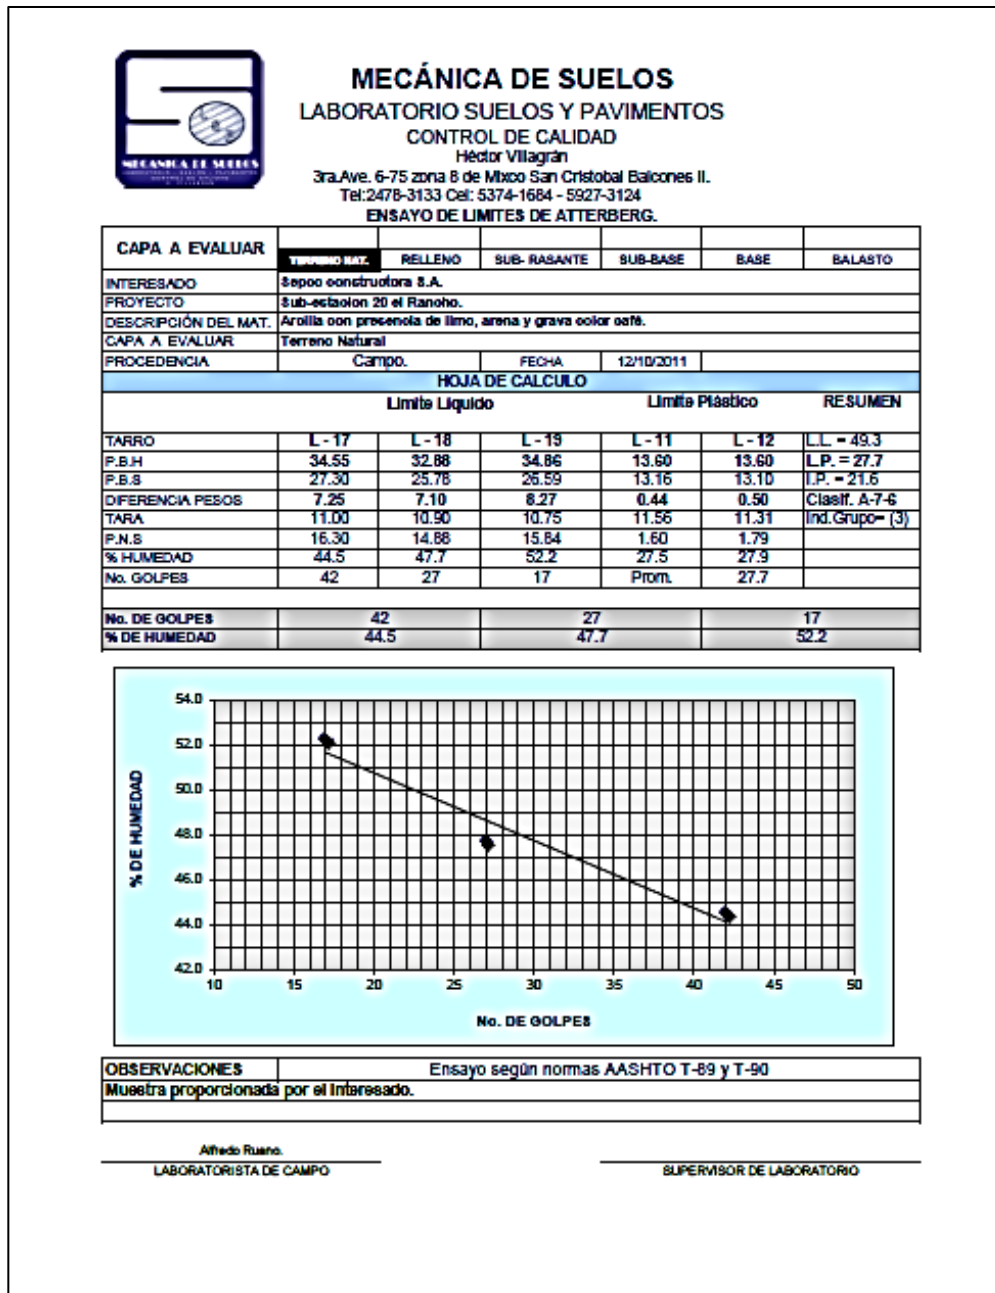 MECÁNICA DE SUELOS
LABORATORIO SUELOS Y PAVIMENTOS
CONTROL DE CALIDAD
Héctor Villagrán
3ra.Ave. 6-75 zona 8 de Mixco San Cristobal Balcones II.
Tel:2478-3133 Cel: 5374-1684 - 5927-3124
ENSAYO DE LIMITES DE ATTERBERG.
MECANICA DE SUELOS
CAPA A EVALUAR
TERRENO NAT. RELLENO SUB- RASANTE SUB-BASE BASE BALASTO
INTERESADO Sepco constructora S.A.
PROYECTO Sub-estacion 20 el Rancho.
DESCRIPCIÓN DEL MAT. Arcilla con presencia de limo, arena y grava color café.
CAPA A EVALUAR Terreno Natural
PROCEDENCIA Campo. FECHA 12/10/2011
HOJA DE CALCULO
Limite Liquido Limite Plástico RESUMEN
TARRO L - 17 L - 18 L - 19 L - 11 L - 12 L.L. = 49.3
P.B.H 34.55 32.88 34.86 13.60 13.60 L.P. = 27.7
P.B.S 27.30 25.78 26.59 13.16 13.10 I.P. = 21.6
DIFERENCIA PESOS 7.25 7.10 8.27 0.44 0.50 Clasif. A-7-6
TARA 11.00 10.90 10.75 11.56 11.31 Ind.Grupo= (3)
P.N.S 16.30 14.88 15.84 1.60 1.79
% HUMEDAD 44.5 47.7 52.2 27.5 27.9
No. GOLPES 42 27 17 Prom. 27.7
No. DE GOLPES 42 27 17
% DE HUMEDAD 44.5 47.7 52.2
54.0
52.0
50.0
48.0
46.0
44.0
42.0
% DE HUMEDAD
10 15 20 25 30 35 40 45 50
No. DE GOLPES
OBSERVACIONES Ensayo según normas AASHTO T-89 y T-90
Muestra proporcionada por el Interesado.
Alfredo Ruano.
LABORATORISTA DE CAMPO SUPERVISOR DE LABORATORIO